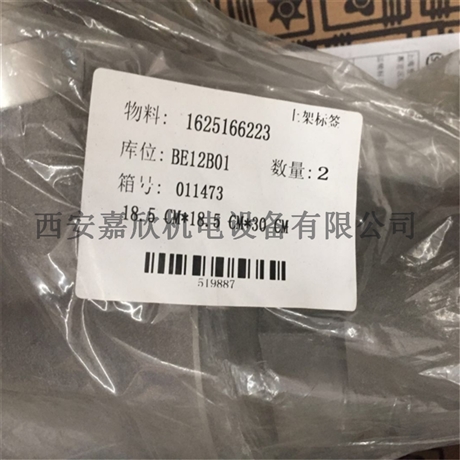 上架标签
物料: 1625166223
库位: BE12B01 数量: 2
箱号: 011473
18.5 CM*18.5 CM*30 CM
西安嘉欣机电设备有限公司
519887